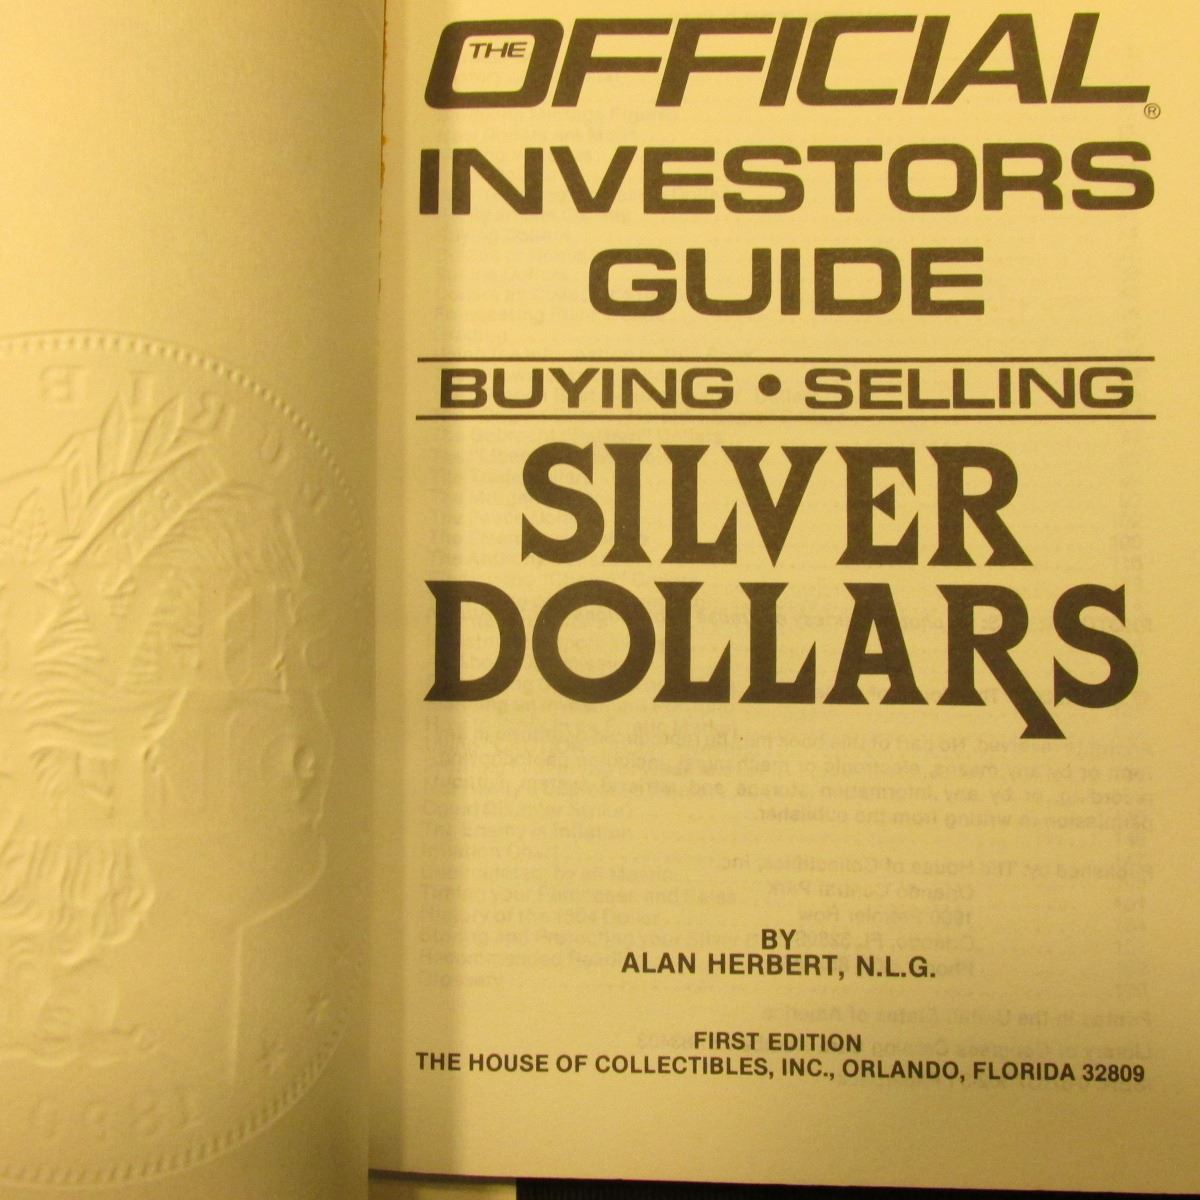 THE OFFICIAL®
INVESTORS
GUIDE
BUYING • SELLING
SILVER
DOLLARS
BY
ALAN HERBERT, N.L.G.
FIRST EDITION
THE HOUSE OF COLLECTIBLES, INC., ORLANDO, FLORIDA 32809